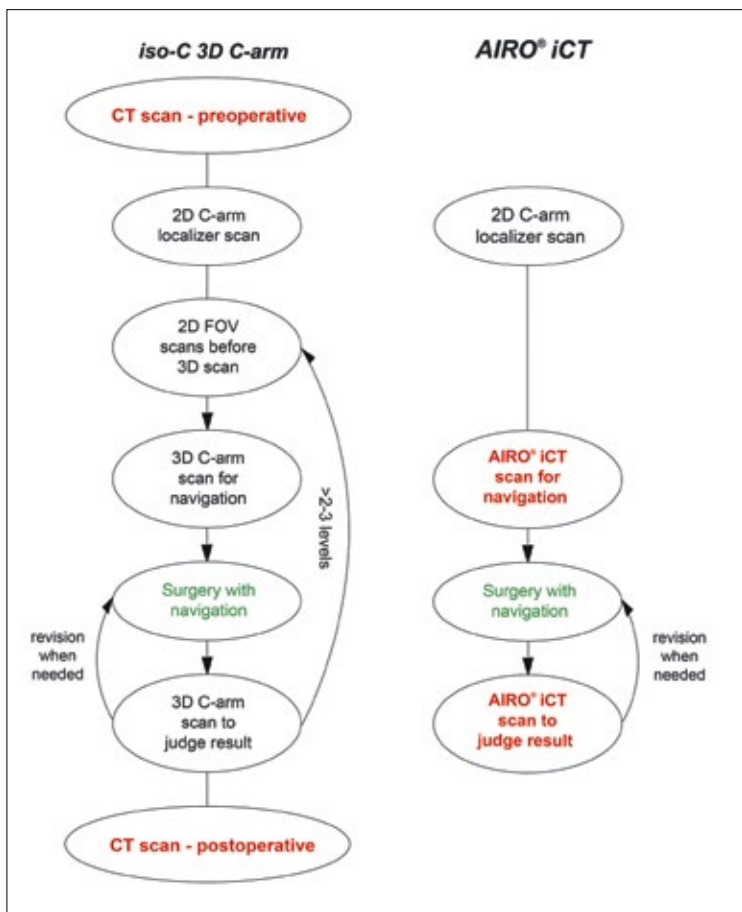 iso-C 3D C-arm
CT scan - preoperative
2D C-arm
localizer scan
2D FOV
scans before
3D scan
3D C-arm
scan for
navigation
>2-3 levels
Surgery with
navigation
revision
when
needed
3D C-arm
scan to
judge result
CT scan - postoperative
AIRO® iCT
2D C-arm
localizer scan
AIRO® iCT
scan for
navigation
Surgery with
navigation
revision
when
needed
AIRO® iCT
scan to
judge result